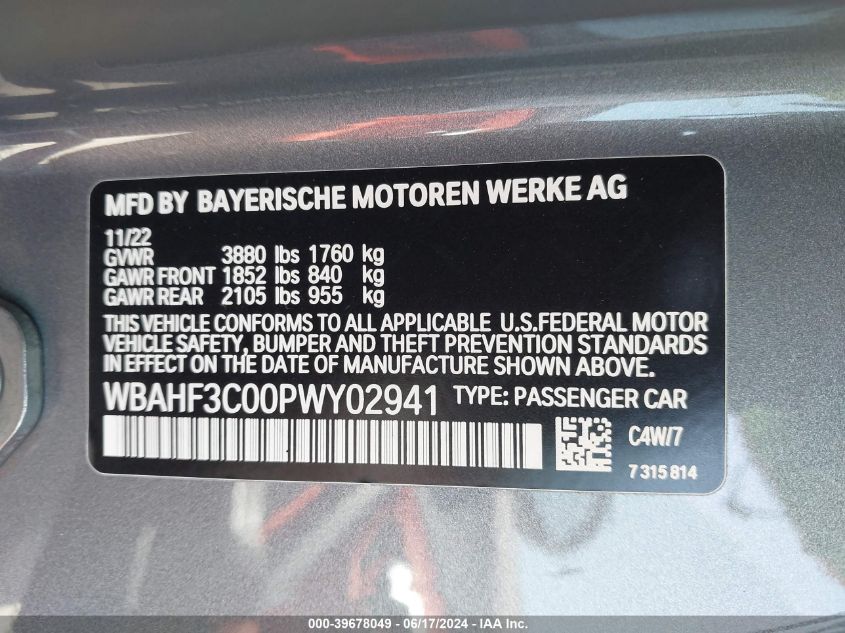 MFD BY BAYERISCHE MOTOREN WERKE AG
11/22
GVWR 3880 lbs 1760 kg
GAWR FRONT 1852 lbs 840 kg
GAWR REAR 2105 lbs 955 kg
THIS VEHICLE CONFORMS TO ALL APPLICABLE U.S.FEDERAL MOTOR
VEHICLE SAFETY, BUMPER AND THEFT PREVENTION STANDARDS
IN EFFECT ON THE DATE OF MANUFACTURE SHOWN ABOVE.
WBAHF3C00PWY02941 TYPE: PASSENGER CAR
C4W/7
7 315 814
000-39678049 - 06/17/2024 - IAA, Inc.